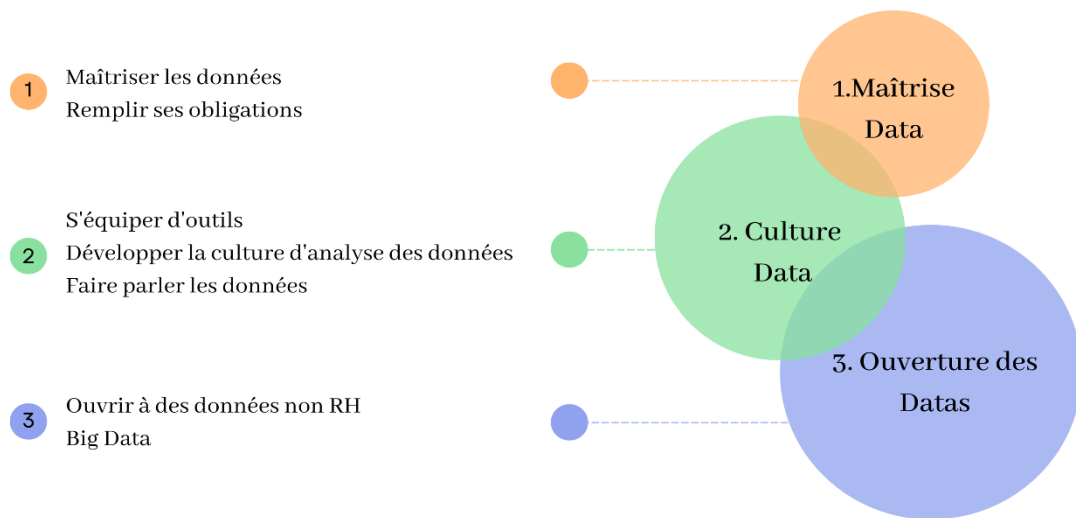 1
Maîtriser les données
Remplir ses obligations
1.Maîtrise
Data
2
S'équiper d'outils
Développer la culture d'analyse des données
Faire parler les données
2. Culture
Data
3
Ouvrir à des données non RH
Big Data
3. Ouverture des
Datas